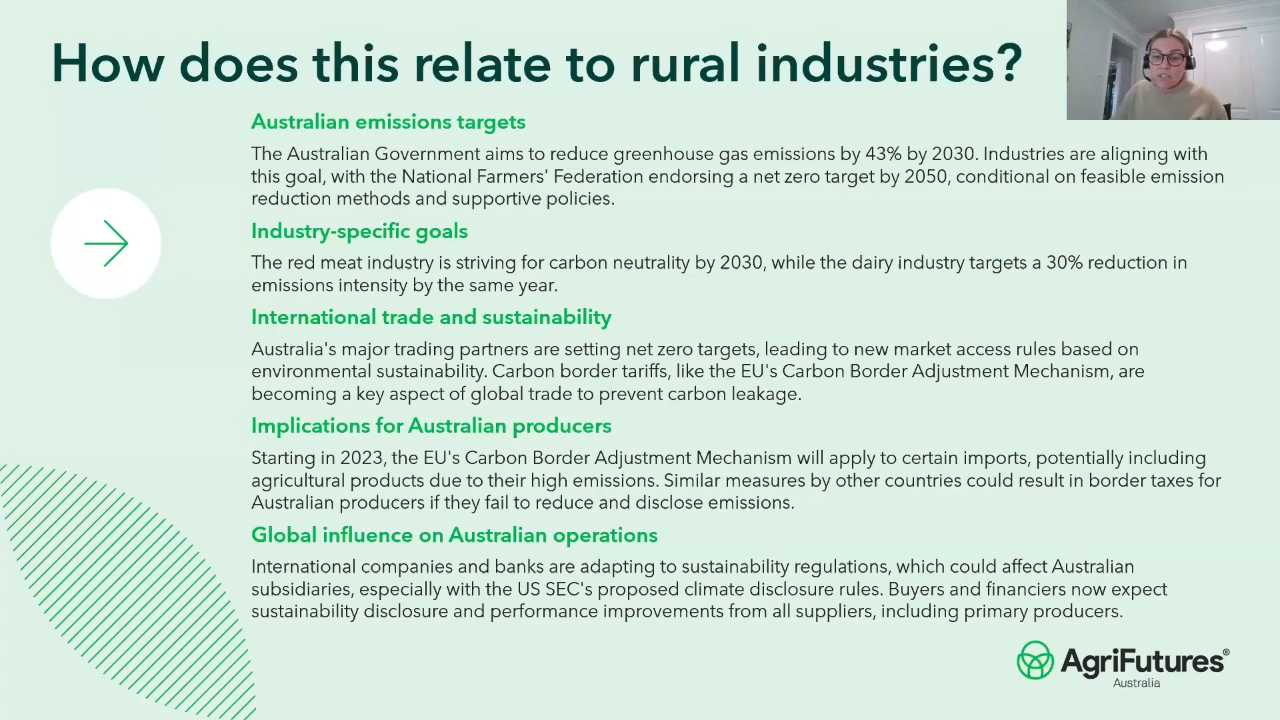 How does this relate to rural industries?
Australian emissions targets
The Australian Government aims to reduce greenhouse gas emissions by 43% by 2030. Industries are aligning with
this goal, with the National Farmers' Federation endorsing a net zero target by 2050, conditional on feasible emission
reduction methods and supportive policies.
Industry-specific goals
The red meat industry is striving for carbon neutrality by 2030, while the dairy industry targets a 30% reduction in
emissions intensity by the same year.
International trade and sustainability
Australia's major trading partners are setting net zero targets, leading to new market access rules based on
environmental sustainability. Carbon border tariffs, like the EU's Carbon Border Adjustment Mechanism, are
becoming a key aspect of global trade to prevent carbon leakage.
Implications for Australian producers
Starting in 2023, the EU's Carbon Border Adjustment Mechanism will apply to certain imports, potentially including
agricultural products due to their high emissions. Similar measures by other countries could result in border taxes for
Australian producers if they fail to reduce and disclose emissions.
Global influence on Australian operations
International companies and banks are adapting to sustainability regulations, which could affect Australian
subsidiaries, especially with the US SEC's proposed climate disclosure rules. Buyers and financiers now expect
sustainability disclosure and performance improvements from all suppliers, including primary producers.
AgriFutures®
Australia